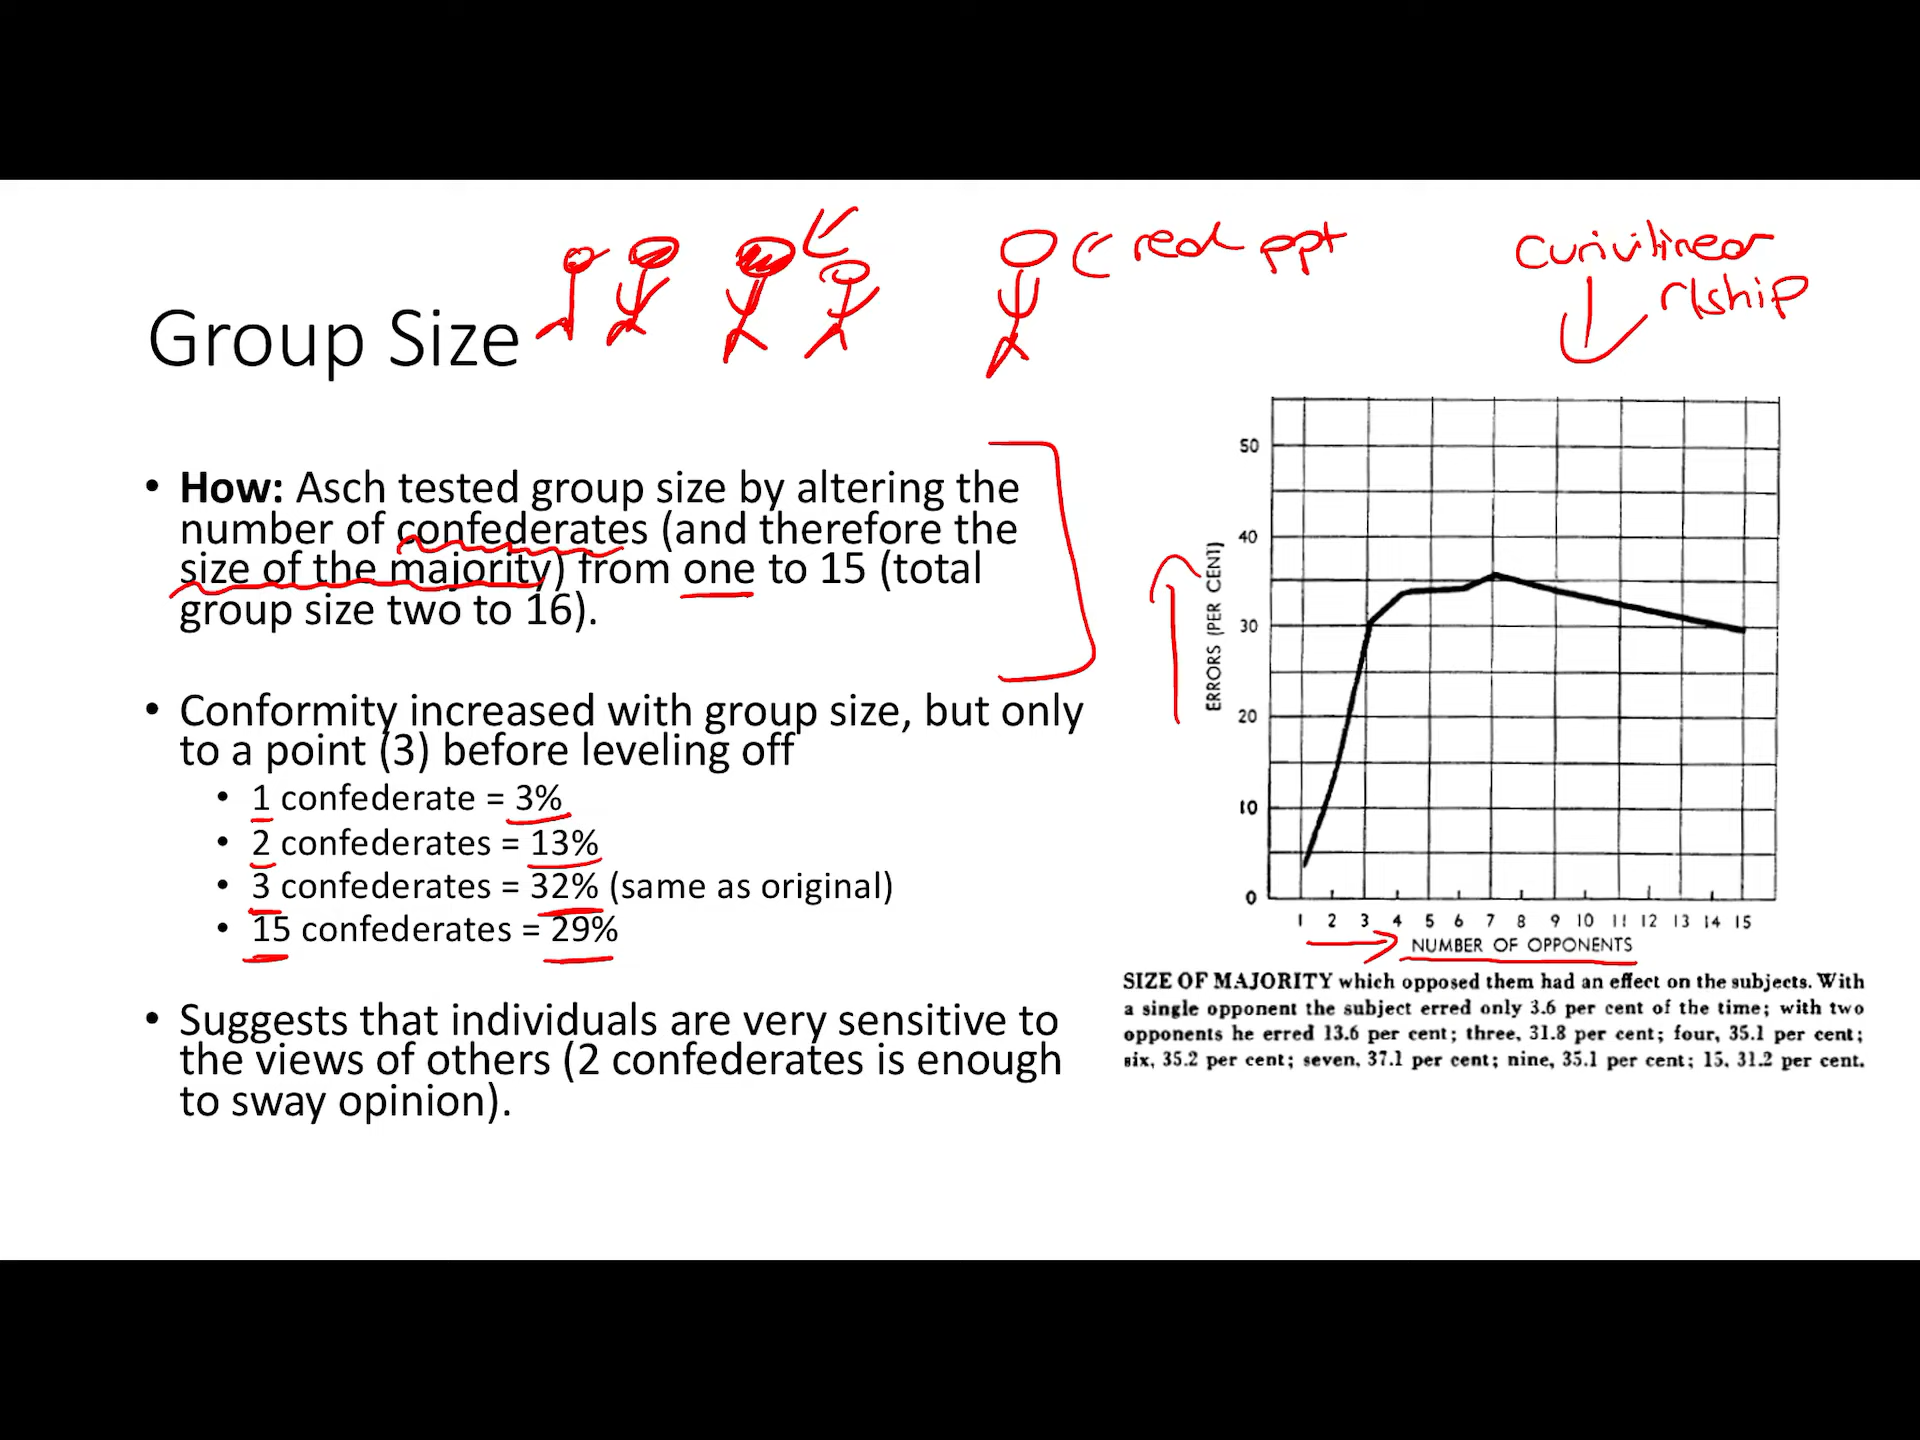 real ppt
curivilinear
rlship
Group Size
• How: Asch tested group size by altering the
number of confederates (and therefore the
size of the majority) from one to 15 (total
group size two to 16).
• Conformity increased with group size, but only
to a point (3) before leveling off
• 1 confederate = 3%
• 2 confederates = 13%
• 3 confederates = 32% (same as original)
• 15 confederates = 29%
• Suggests that individuals are very sensitive to
the views of others (2 confederates is enough
to sway opinion).
ERRORS (PER CENT)
50
40
30
20
10
0
1 2 3 4 5 6 7 8 9 10 11 12 13 14 15
NUMBER OF OPPONENTS
SIZE OF MAJORITY which opposed them had an effect on the subjects. With
a single opponent the subject erred only 3.6 per cent of the time; with two
opponents he erred 13.6 per cent; three, 31.8 per cent; four, 35.1 per cent;
six, 35.2 per cent; seven, 37.1 per cent; nine, 35.1 per cent; 15, 31.2 per cent.